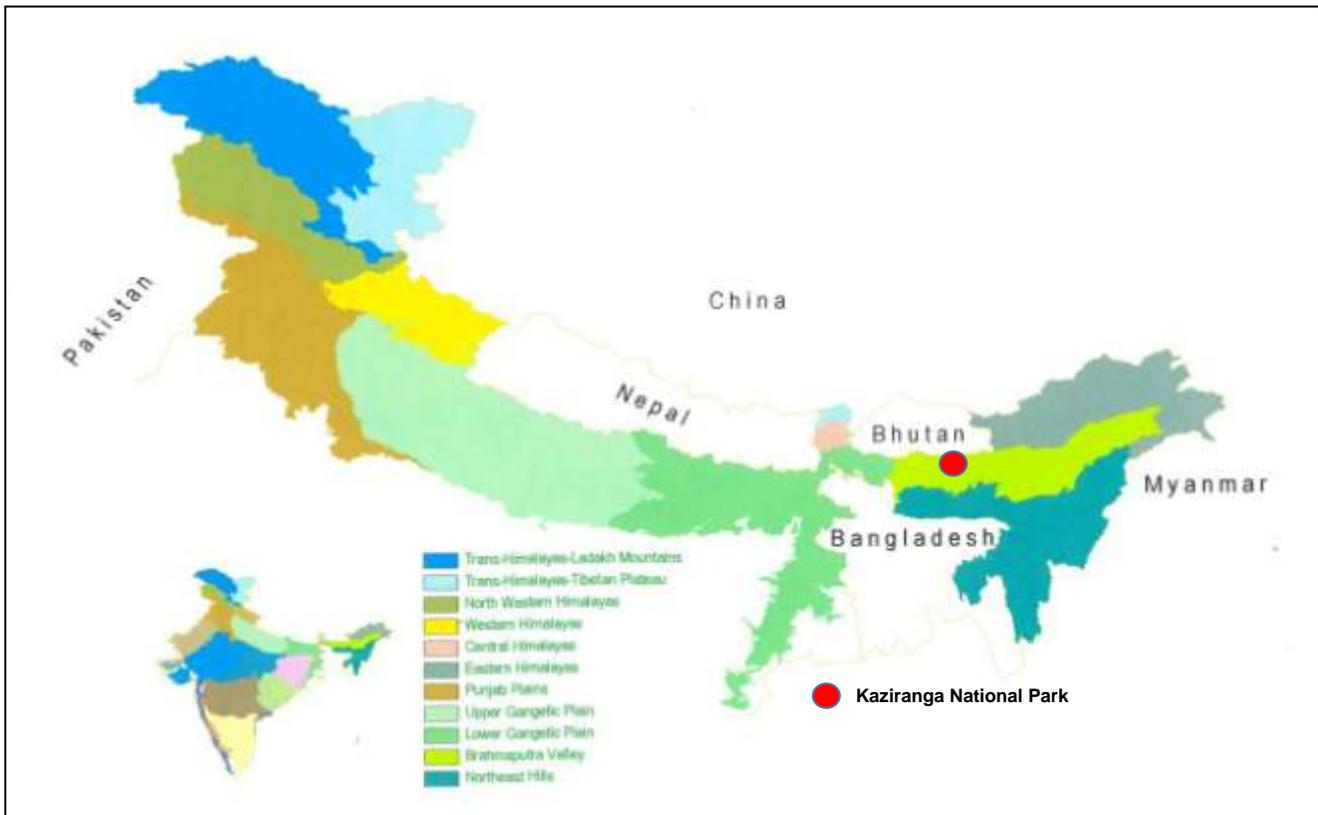 Pakistan
China
Nepal
Bhutan
Myanmar
Bangladesh
Trans-Himalayas-Ladakh Mountains
Trans-Himalayas-Tibetan Plateau
North Western Himalayas
Western Himalayas
Central Himalayas
Eastern Himalayas
Punjab Plains
Upper Gangetic Plain
Lower Gangetic Plain
Brahmaputra Valley
Northeast Hills
Kaziranga National Park